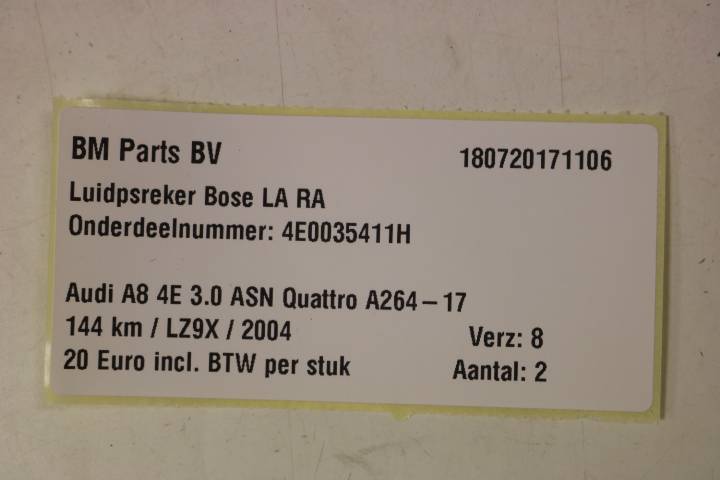 BM Parts BV 180720171106
Luidpsreker Bose LA RA
Onderdeelnummer: 4E0035411H
Audi A8 4E 3.0 ASN Quattro A264-17
144 km / LZ9X / 2004 Verz: 8
20 Euro incl. BTW per stuk Aantal: 2